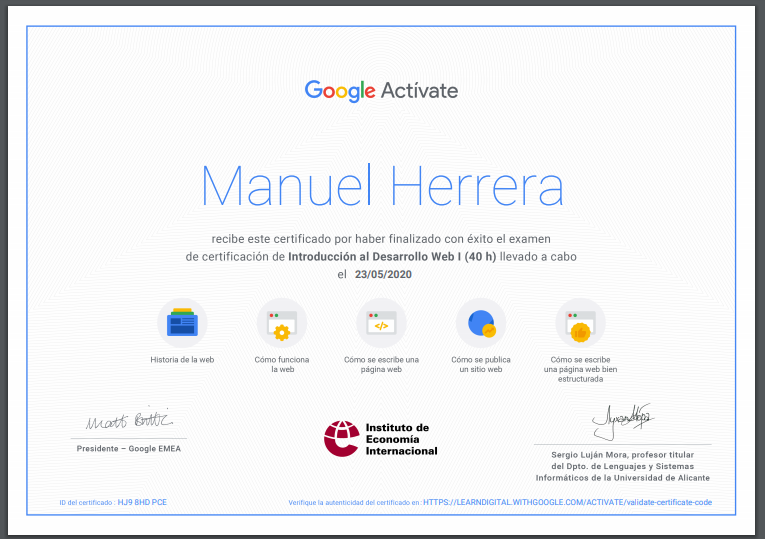 Google Actívate
Manuel Herrera
recibe este certificado por haber finalizado con éxito el examen
de certificación de Introducción al Desarrollo Web I (40 h) llevado a cabo
el 23/05/2020
</>
Historia de la web
Cómo funciona
la web
Cómo se escribe una
página web
Cómo se publica
un sitio web
Cómo se escribe
una página web bien
estructurada
Matt Brittin
Presidente – Google EMEA
Instituto de
Economía
Internacional
Sergio Luján Mora, profesor titular
del Dpto. de Lenguajes y Sistemas
Informáticos de la Universidad de Alicante
ID del certificado : HJ9 8HD PCE
Verifique la autenticidad del certificado en: HTTPS://LEARNDIGITAL.WITHGOOGLE.COM/ACTIVATE/validate-certificate-code